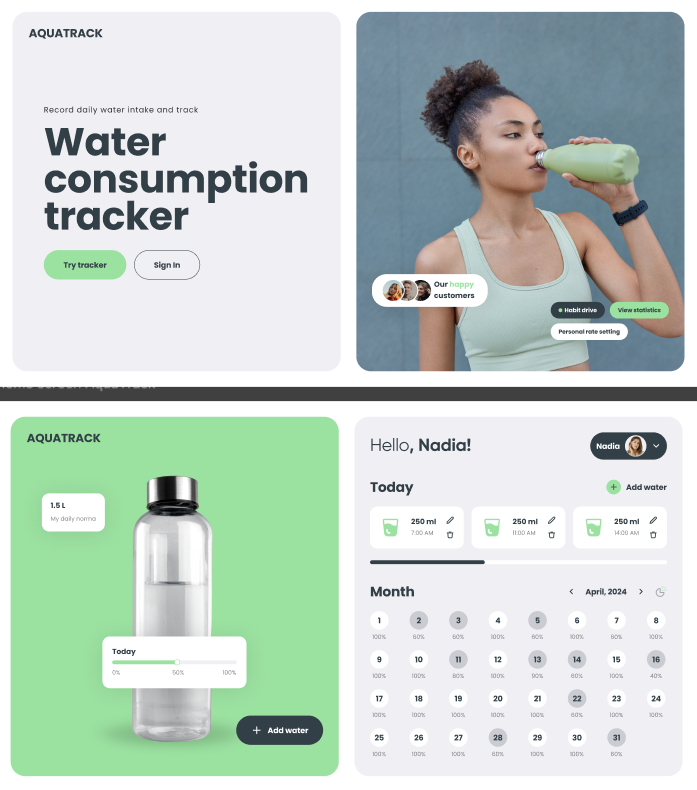 AQUATRACK
Record daily water intake and track
Water
consumption
tracker
Try tracker
Sign In
Our happy
customers
Habit drive
View statistics
Personal rate setting
AQUATRACK
1.5 L
My daily norma
Today
0%
50%
100%
Add water
Hello, Nadia!
Nadia
Today
Add water
250 ml
7:00 AM
250 ml
11:00 AM
250 ml
14:00 AM
Month
April, 2024
1 2 3 4 5 6 7 8
100% 60% 80% 100% 60% 100% 60% 100%
9 10 11 12 13 14 15 16
100% 100% 80% 100% 90% 60% 100% 40%
17 18 19 20 21 22 23 24
100% 100% 100% 100% 100% 60% 100% 100%
25 26 27 28 29 30 31
100% 100% 100% 60% 100% 100% 60%